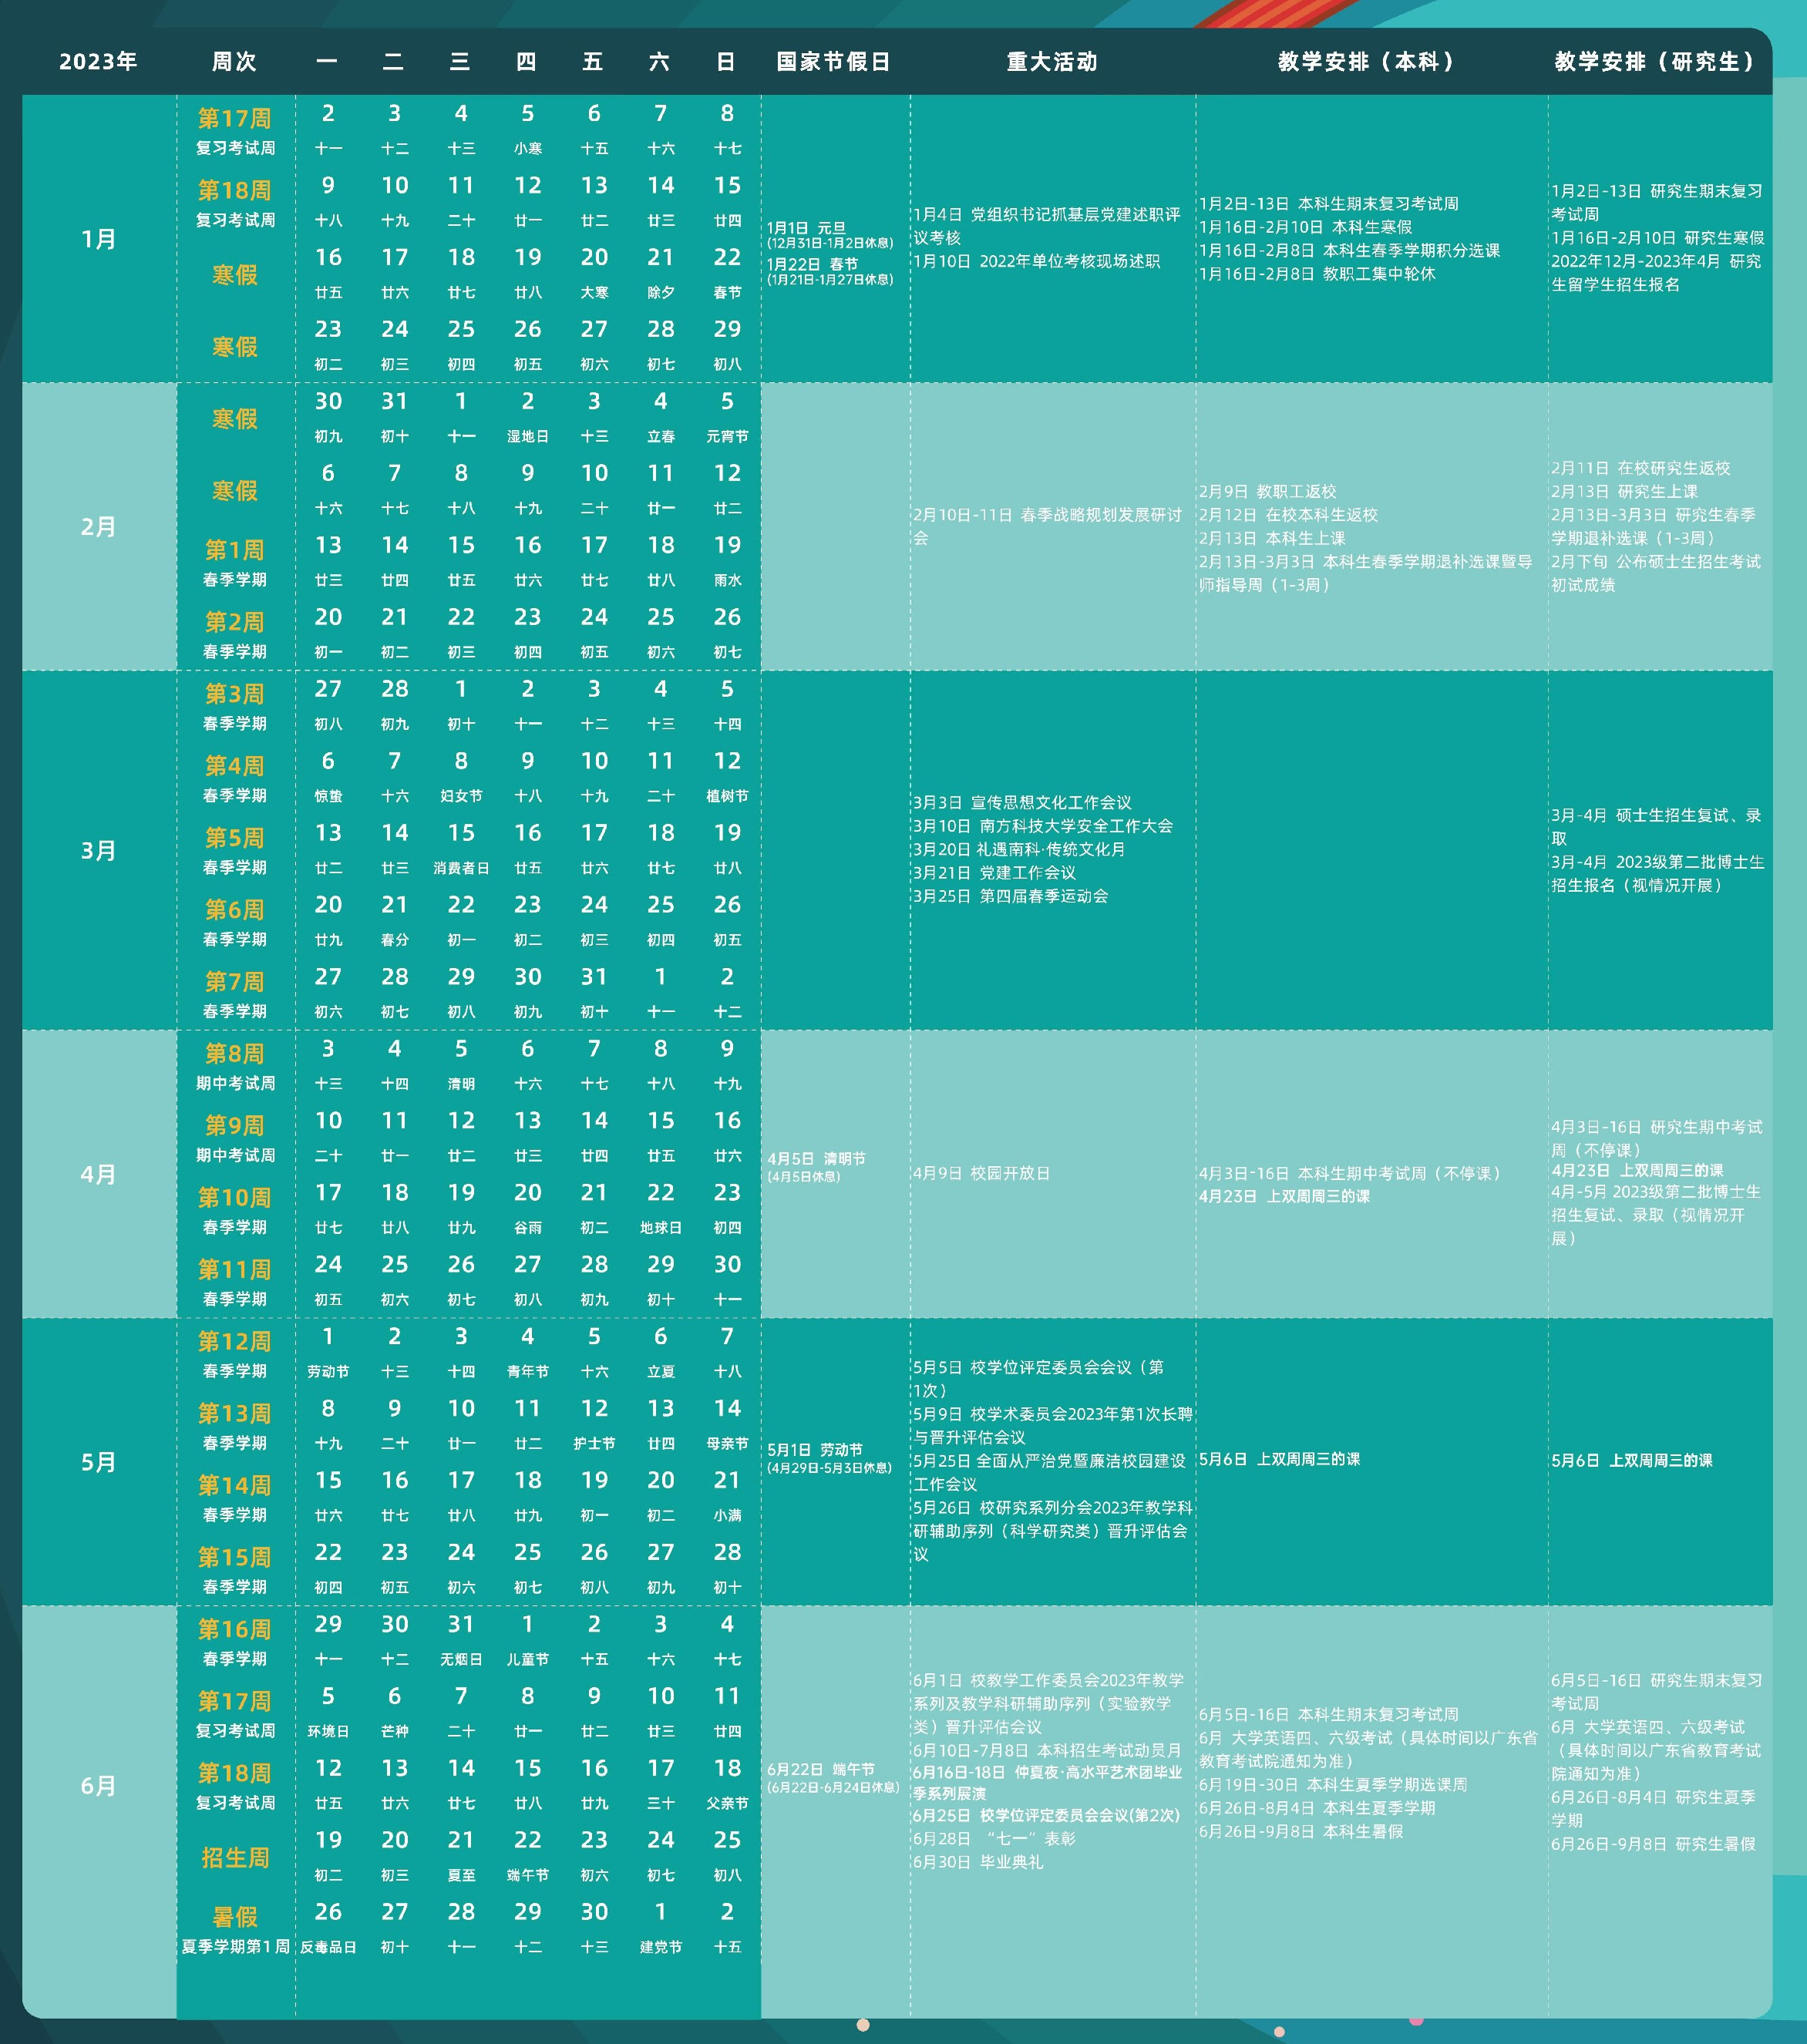 2023年 周次 一 二 三 四 五 六 日 国家节假日 重大活动 教学安排（本科） 教学安排（研究生）
1月
第17周 2 3 4 5 6 7 8
复习考试周 十一 十二 十三 小寒 十五 十六 十七
第18周 9 10 11 12 13 14 15
复习考试周 十八 十九 二十 廿一 廿二 廿三 廿四
寒假 16 17 18 19 20 21 22
廿五 廿六 廿七 廿八 大寒 除夕 春节
寒假 23 24 25 26 27 28 29
初二 初三 初四 初五 初六 初七 初八
1月1日 元旦
(12月31日-1月2日休息)
1月22日 春节
(1月21日-1月27日休息)
1月4日 党组织书记抓基层党建述职评
议考核
1月10日 2022年单位考核现场述职
1月2日-13日 本科生期末复习考试周
1月16日-2月10日 本科生寒假
1月16日-2月8日 本科生春季学期积分选课
1月16日-2月8日 教职工集中轮休
1月2日-13日 研究生期末复习
考试周
1月16日-2月10日 研究生寒假
2022年12月-2023年4月 研究
生留学生招生报名
2月
寒假 30 31 1 2 3 4 5
初九 初十 十一 湿地日 十三 立春 元宵节
寒假 6 7 8 9 10 11 12
十六 十七 十八 十九 二十 廿一 廿二
第1周 13 14 15 16 17 18 19
春季学期 廿三 廿四 廿五 廿六 廿七 廿八 雨水
第2周 20 21 22 23 24 25 26
春季学期 初一 初二 初三 初四 初五 初六 初七
2月10日-11日 春季战略规划发展研讨
会
2月9日 教职工返校
2月12日 在校本科生返校
2月13日 本科生上课
2月13日-3月3日 本科生春季学期退补选课暨导
师指导周（1-3周）
2月11日 在校研究生返校
2月13日 研究生上课
2月13日-3月3日 研究生春季
学期退补选课（1-3周）
2月下旬 公布硕士生招生考试
初试成绩
3月
第3周 27 28 1 2 3 4 5
春季学期 初八 初九 初十 十一 十二 十三 十四
第4周 6 7 8 9 10 11 12
春季学期 惊蛰 十六 妇女节 十八 十九 二十 植树节
第5周 13 14 15 16 17 18 19
春季学期 廿二 廿三 消费者日 廿五 廿六 廿七 廿八
第6周 20 21 22 23 24 25 26
春季学期 廿九 春分 初一 初二 初三 初四 初五
第7周 27 28 29 30 31 1 2
春季学期 初六 初七 初八 初九 初十 十一 十二
3月3日 宣传思想文化工作会议
3月10日 南方科技大学安全工作大会
3月20日 礼遇南科·传统文化月
3月21日 党建工作会议
3月25日 第四届春季运动会
3月-4月 硕士生招生复试、录
取
3月-4月 2023级第二批博士生
招生报名（视情况开展）
4月
第8周 3 4 5 6 7 8 9
期中考试周 十三 十四 清明 十六 十七 十八 十九
第9周 10 11 12 13 14 15 16
期中考试周 二十 廿一 廿二 廿三 廿四 廿五 廿六
第10周 17 18 19 20 21 22 23
春季学期 廿七 廿八 廿九 谷雨 初二 地球日 初四
第11周 24 25 26 27 28 29 30
春季学期 初五 初六 初七 初八 初九 初十 十一
4月5日 清明节
(4月5日休息)
4月9日 校园开放日
4月3日-16日 本科生期中考试周（不停课）
4月23日 上双周周三的课
4月3日-16日 研究生期中考试
周（不停课）
4月23日 上双周周三的课
4月-5月 2023级第二批博士生
招生复试、录取（视情况开
展）
5月
第12周 1 2 3 4 5 6 7
春季学期 劳动节 十三 十四 青年节 十六 立夏 十八
第13周 8 9 10 11 12 13 14
春季学期 十九 二十 廿一 廿二 护士节 廿四 母亲节
第14周 15 16 17 18 19 20 21
春季学期 廿六 廿七 廿八 廿九 初一 初二 小满
第15周 22 23 24 25 26 27 28
春季学期 初四 初五 初六 初七 初八 初九 初十
5月1日 劳动节
(4月29日-5月3日休息)
5月5日 校学位评定委员会会议（第
1次）
5月9日 校学术委员会2023年第1次长聘
与晋升评估会议
5月25日 全面从严治党暨廉洁校园建设
工作会议
5月26日 校研究系列分会2023年教学科
研辅助序列（科学研究类）晋升评估会
议
5月6日 上双周周三的课
5月6日 上双周周三的课
6月
第16周 29 30 31 1 2 3 4
春季学期 十一 十二 无烟日 儿童节 十五 十六 十七
第17周 5 6 7 8 9 10 11
复习考试周 环境日 芒种 二十 廿一 廿二 廿三 廿四
第18周 12 13 14 15 16 17 18
复习考试周 廿五 廿六 廿七 廿八 廿九 三十 父亲节
招生周 19 20 21 22 23 24 25
初二 初三 夏至 端午节 初六 初七 初八
暑假 26 27 28 29 30 1 2
夏季学期第1周 反毒品日 初十 十一 十二 十三 建党节 十五
6月22日 端午节
(6月22日-6月24日休息)
6月1日 校教学工作委员会2023年教学
系列及教学科研辅助序列（实验教学
类）晋升评估会议
6月10日-7月8日 本科招生考试动员月
6月16日-18日 仲夏夜·高水平艺术团毕业
季系列展演
6月25日 校学位评定委员会会议(第2次)
6月28日 “七一”表彰
6月30日 毕业典礼
6月5日-16日 本科生期末复习考试周
6月 大学英语四、六级考试（具体时间以广东省
教育考试院通知为准）
6月19日-30日 本科生夏季学期选课周
6月26日-8月4日 本科生夏季学期
6月26日-9月8日 本科生暑假
6月5日-16日 研究生期末复习
考试周
6月 大学英语四、六级考试
（具体时间以广东省教育考试
院通知为准）
6月26日-8月4日 研究生夏季
学期
6月26日-9月8日 研究生暑假